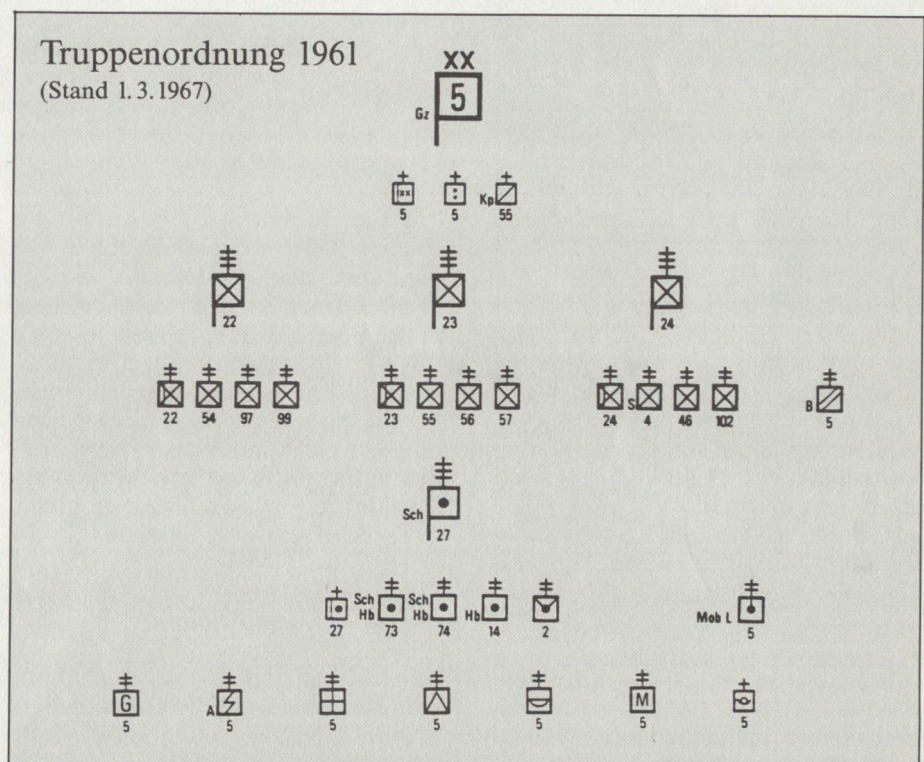 Truppenordnung 1961
(Stand 1.3.1967)
XX
5
Gz
xx
5
5
Kp
55
22
23
24
22 54 97 99
23 55 56 57
24
S
4 46 102
B
5
Sch
27
27
Sch
Hb
73
Sch
Hb
74
Hb
14
2
Mob L
5
G
5
A
5
5
5
5
M
5
5